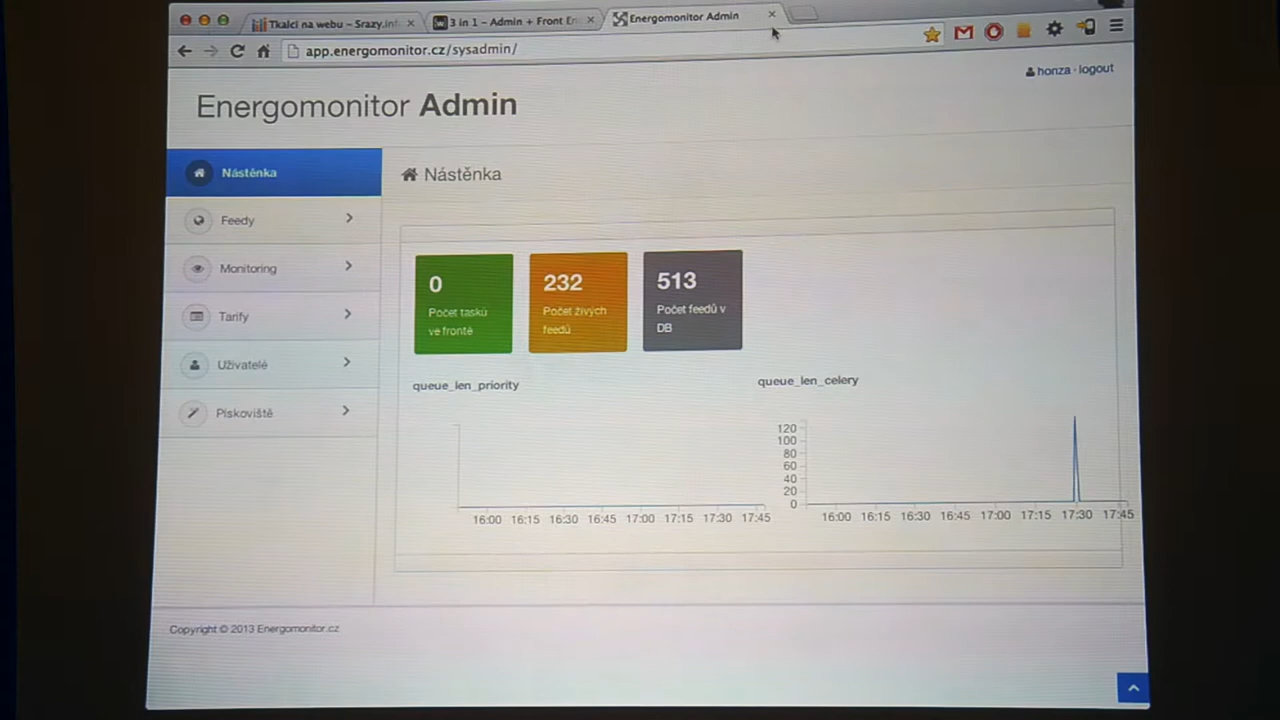 Tkalci na webu – Srazy.inf
3 in 1 – Admin + Front En
Energomonitor Admin
app.energomonitor.cz/sysadmin/
honza · logout
Energomonitor Admin
Nástěnka
Feedy
Monitoring
Tarify
Uživatelé
Pískoviště
Nástěnka
0
Počet tasků
ve frontě
232
Počet živých
feedů
513
Počet feedů v
DB
queue_len_priority
16:00 16:15 16:30 16:45 17:00 17:15 17:30 17:45
queue_len_celery
120
100
80
60
40
20
0
16:00 16:15 16:30 16:45 17:00 17:15 17:30 17:45
Copyright © 2013 Energomonitor.cz